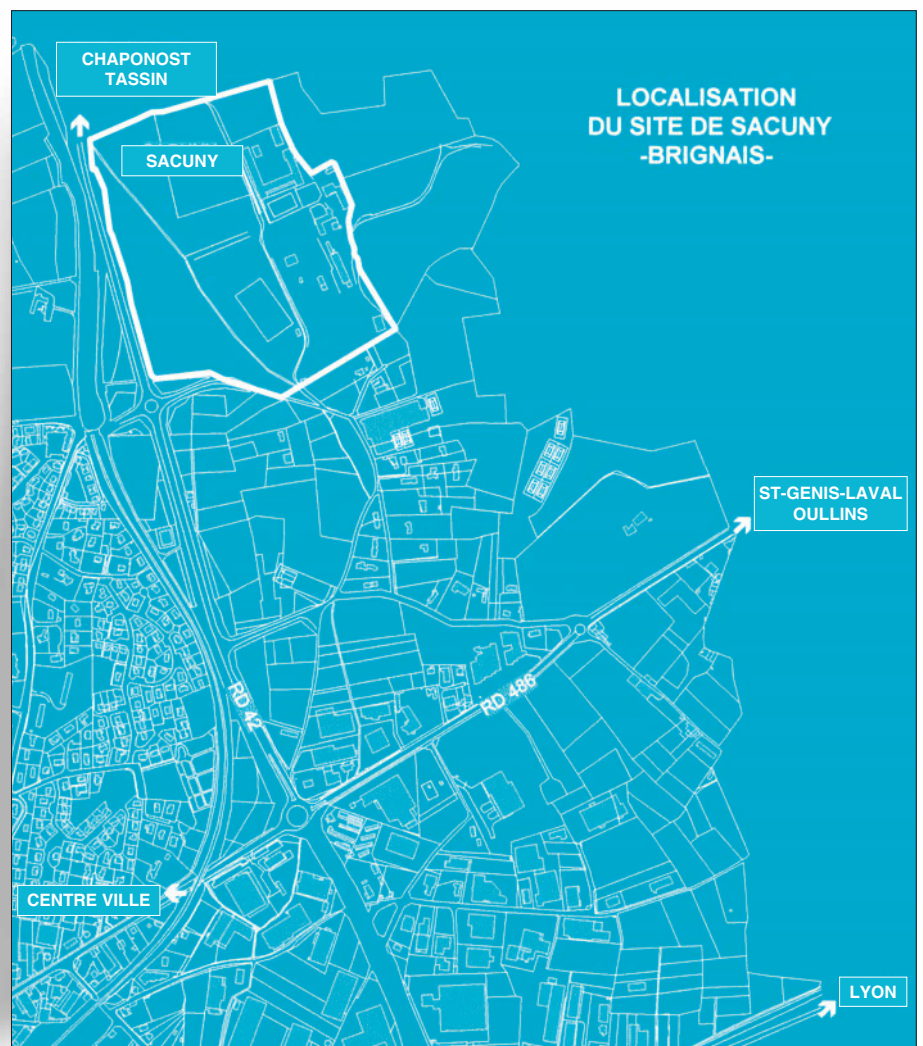 CHAPONOST
TASSIN
LOCALISATION
DU SITE DE SACUNY
-BRIGNAIS-
SACUNY
ST-GENIS-LAVAL
OULLINS
RD 42
RD 486
CENTRE VILLE
LYON